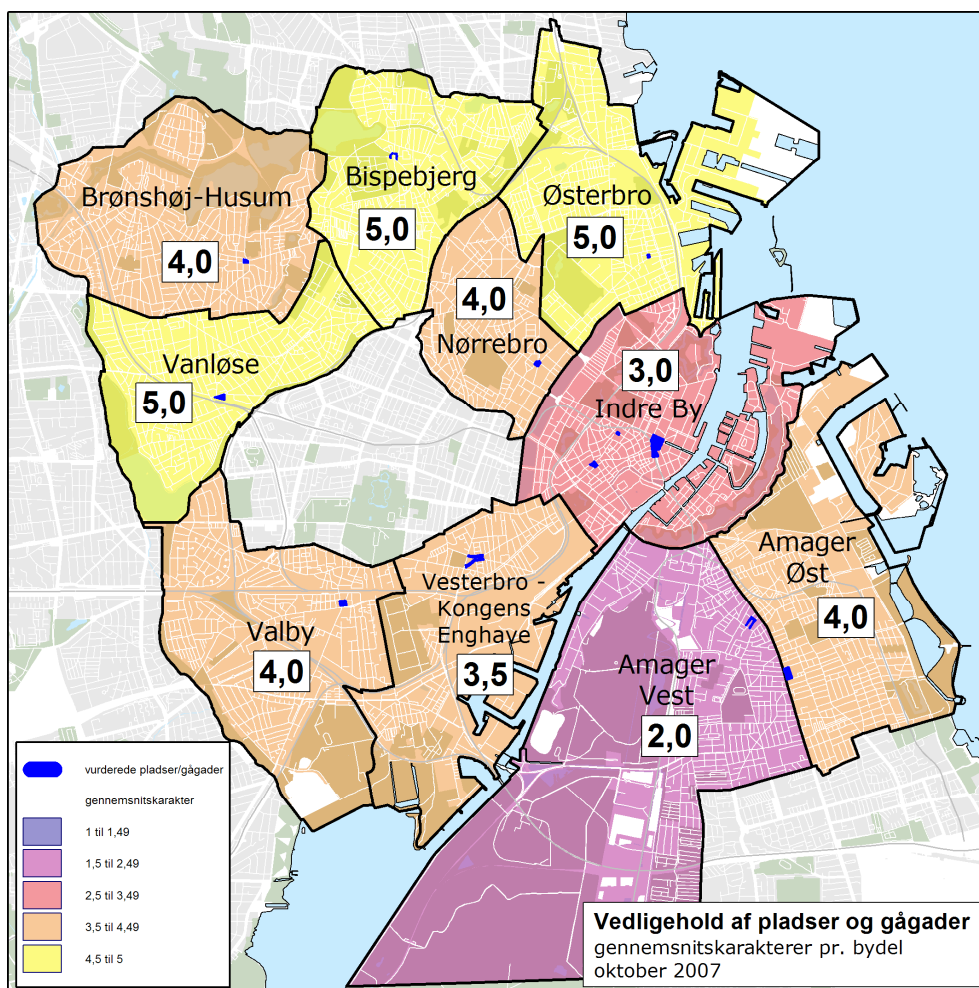 Brønshøj-Husum
4,0
Bispebjerg
5,0
Østerbro
5,0
4,0
Nørrebro
Vanløse
5,0
3,0
Indre By
Amager
Øst
4,0
Vesterbro -
Kongens
Enghave
3,5
Valby
4,0
Amager
Vest
2,0
vurderede pladser/gågader
gennemsnitskarakter
1 til 1,49
1,5 til 2,49
2,5 til 3,49
3,5 til 4,49
4,5 til 5
Vedligehold af pladser og gågader
gennemsnitskarakterer pr. bydel
oktober 2007